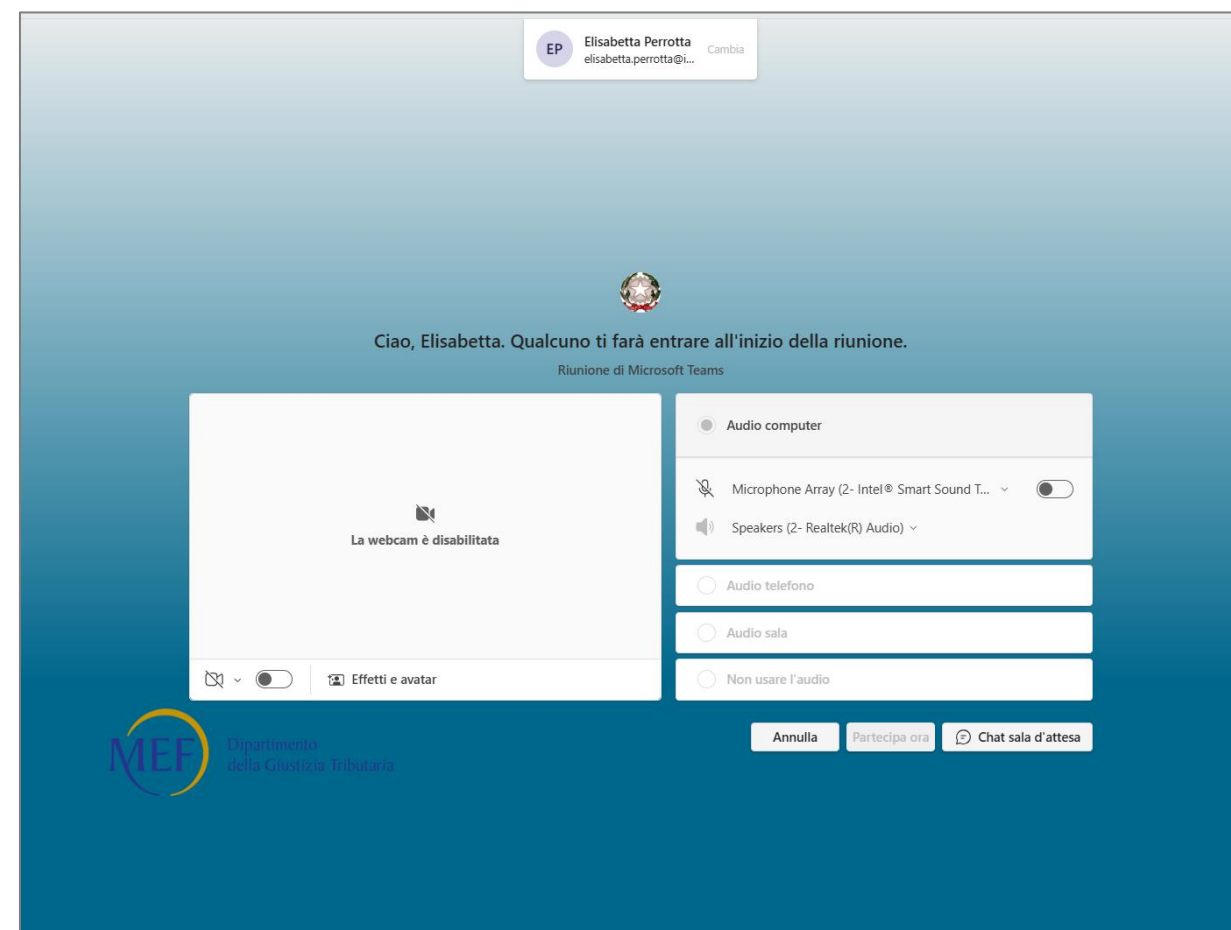 EP
Elisabetta Perrotta
elisabetta.perrotta@i...
Cambia
Ciao, Elisabetta. Qualcuno ti farà entrare all'inizio della riunione.
Riunione di Microsoft Teams
La webcam è disabilitata
Effetti e avatar
Audio computer
Microphone Array (2- Intel® Smart Sound T...
Speakers (2- Realtek(R) Audio)
Audio telefono
Audio sala
Non usare l'audio
Annulla
Partecipa ora
Chat sala d'attesa
MEF
Dipartimento
della Giustizia Tributaria